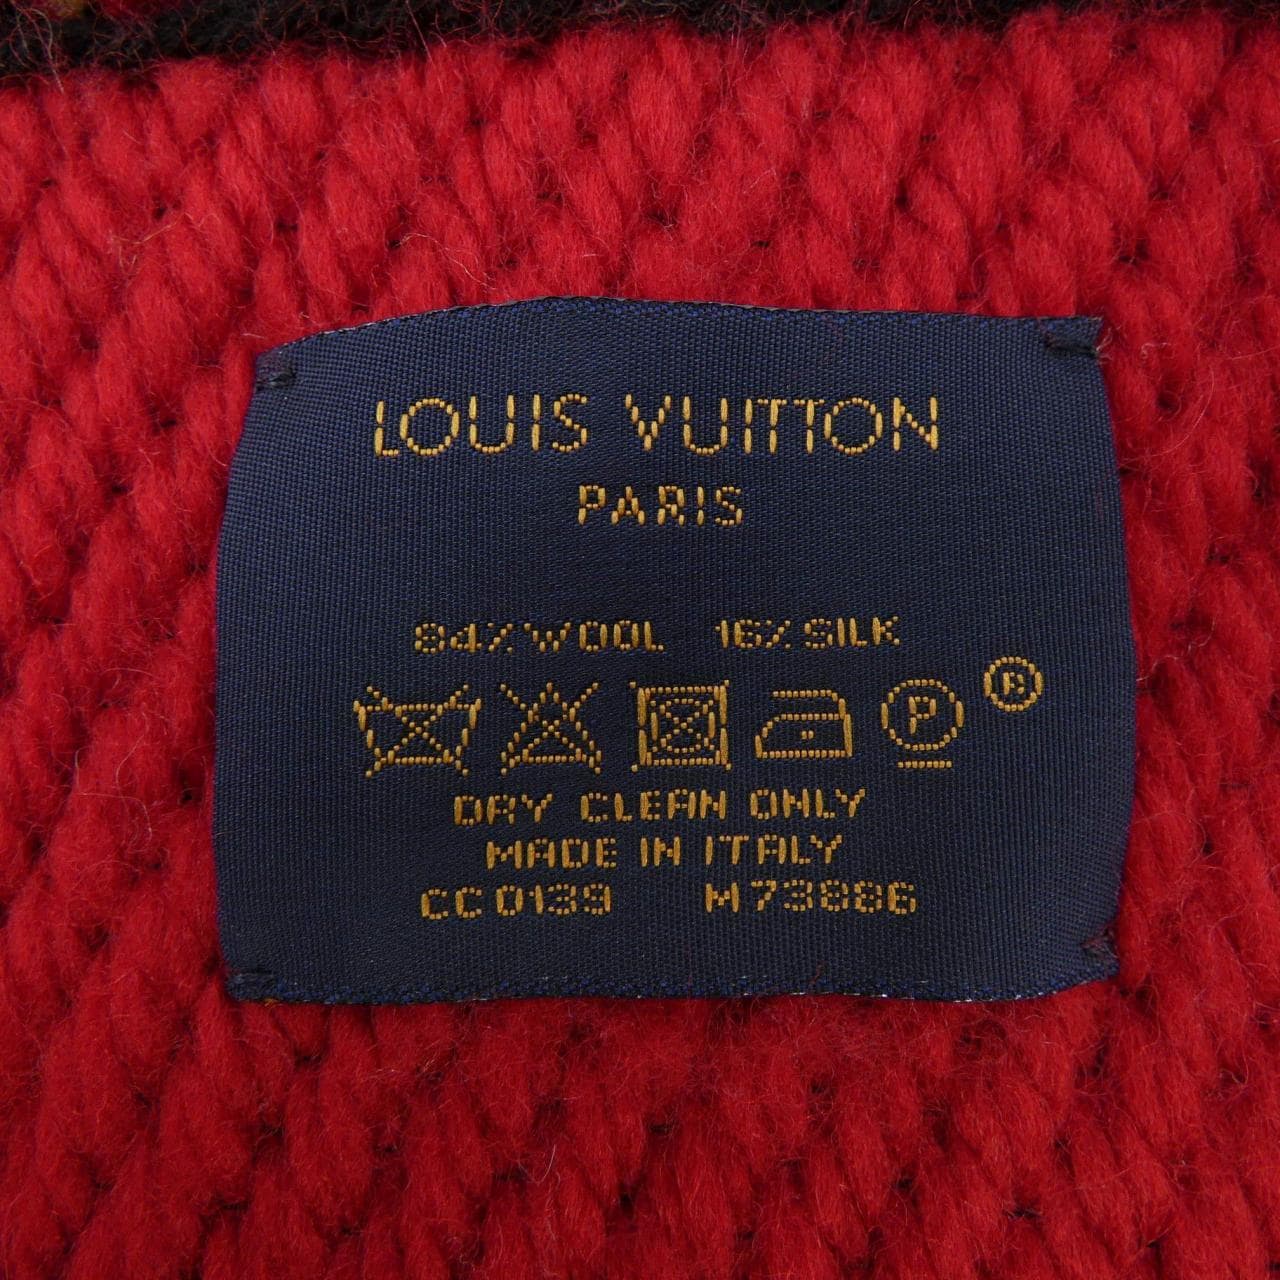 LOUIS VUITTON
PARIS
84% WOOL 16% SILK
P ®
DRY CLEAN ONLY
MADE IN ITALY
CC0139 M73886